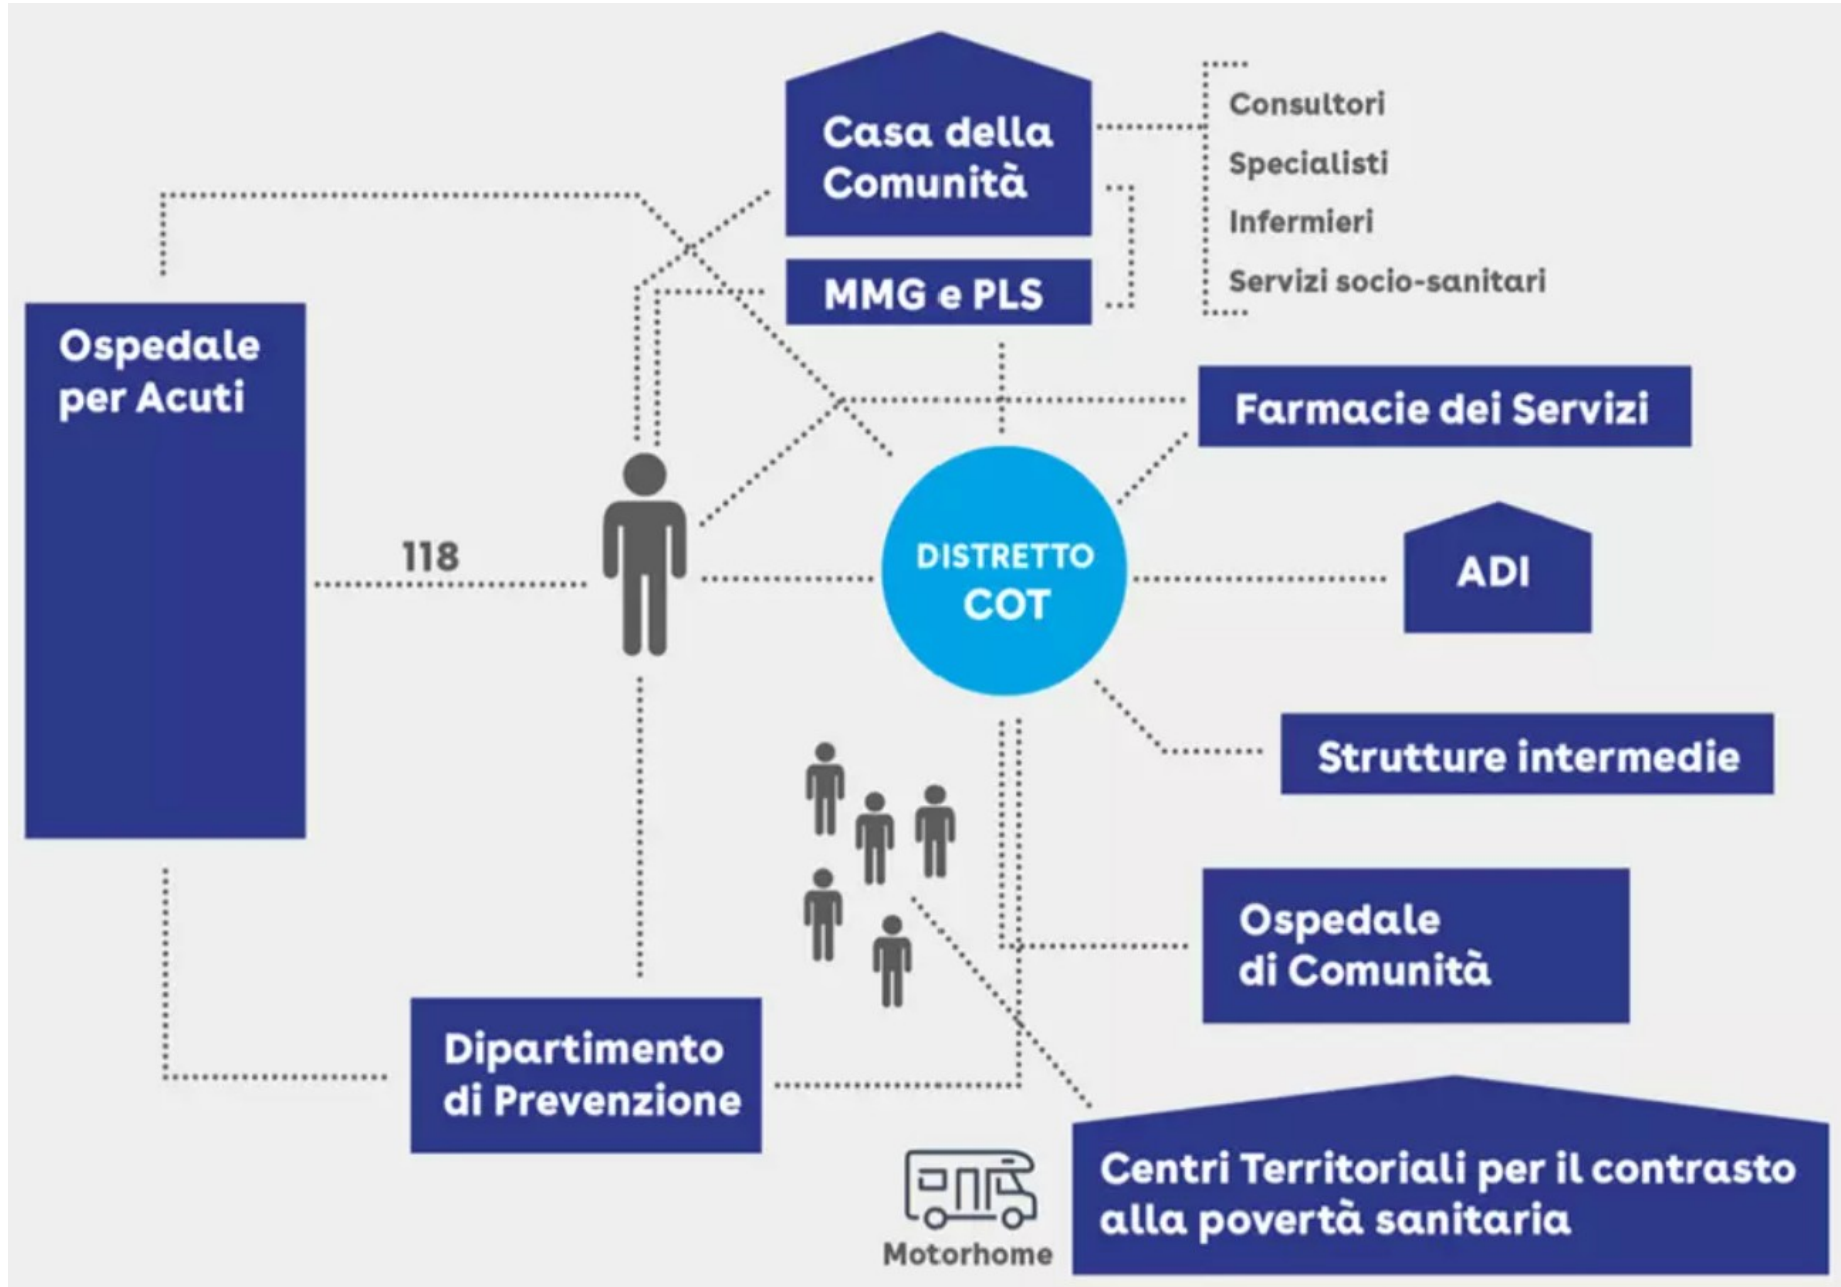 Casa della
Comunità
MMG e PLS
Consultori
Specialisti
Infermieri
Servizi socio-sanitari
Ospedale
per Acuti
Farmacie dei Servizi
118
DISTRETTO
COT
ADI
Strutture intermedie
Ospedale
di Comunità
Dipartimento
di Prevenzione
Centri Territoriali per il contrasto
alla povertà sanitaria
Motorhome